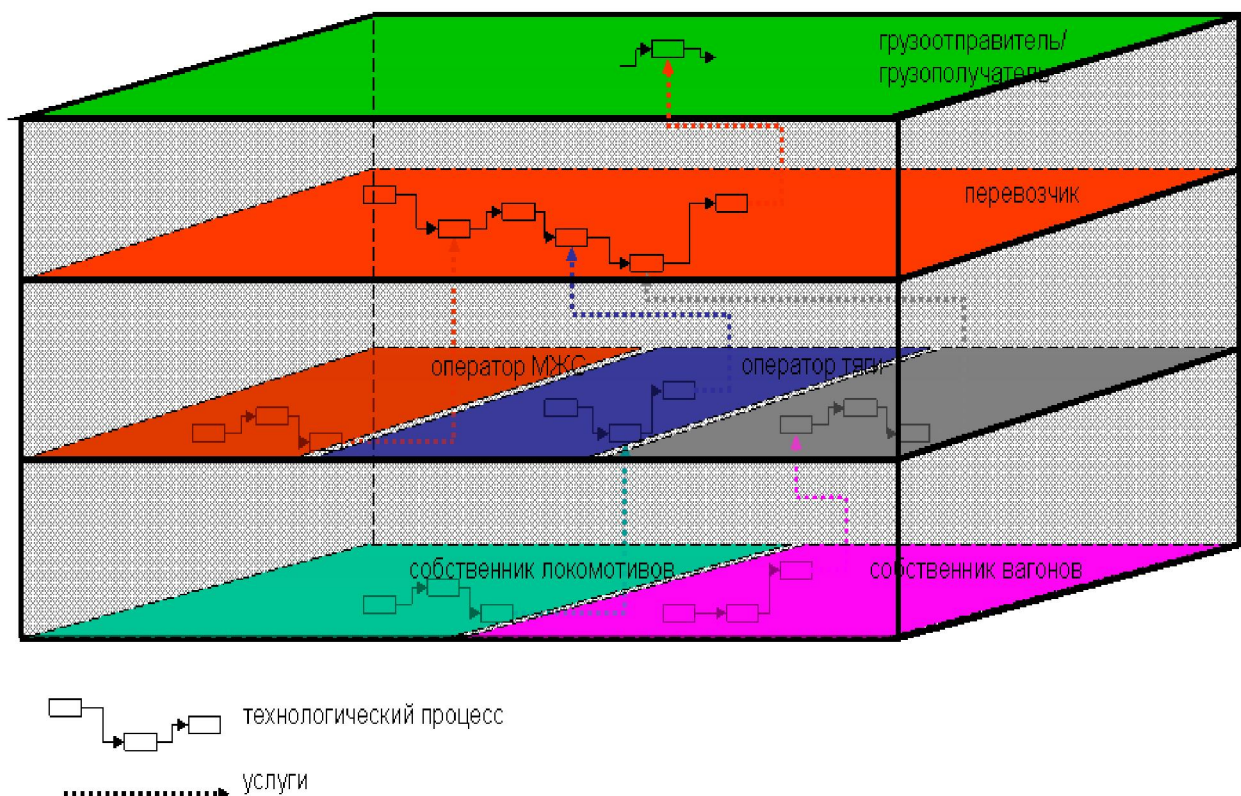 грузоотправитель/
грузополучатель
перевозчик
оператор МЖС
оператор тяги
собственник локомотивов
собственник вагонов
технологический процесс
услуги